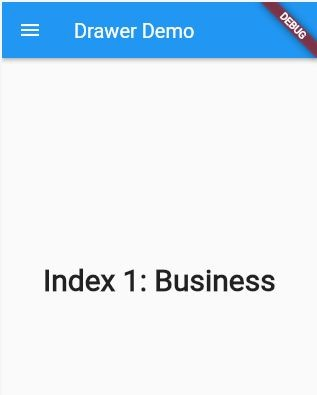 Drawer Demo
DEBUG
Index 1: Business